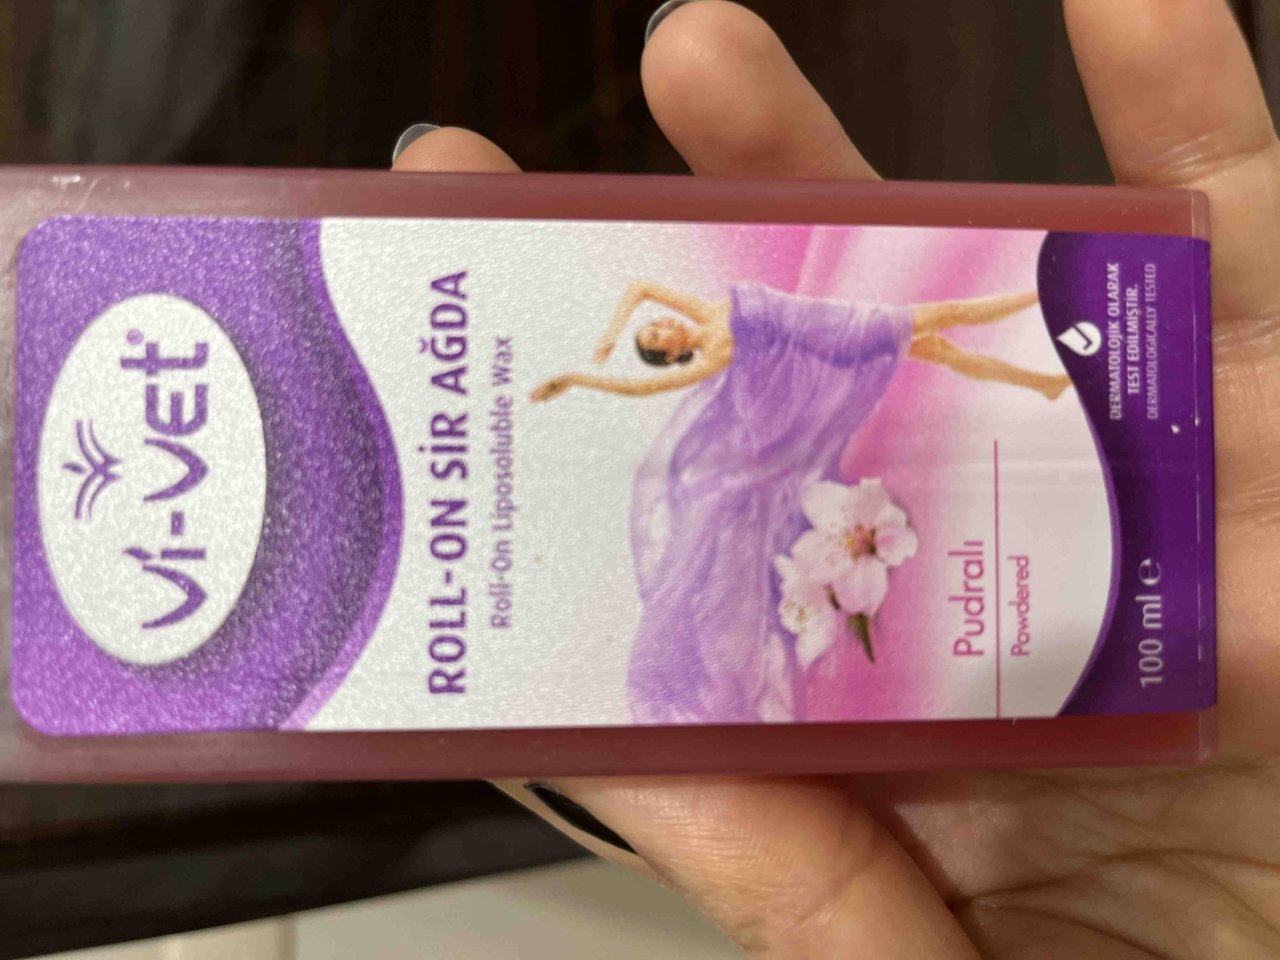 Vi-VET®
ROLL-ON SİR AĞDA
Roll-On Liposoluble Wax
Pudralı
Powdered
100 ml ℮
DERMATOLOJİK OLARAK
TEST EDİLMİŞTİR.
DERMATOLOGICALLY TESTED